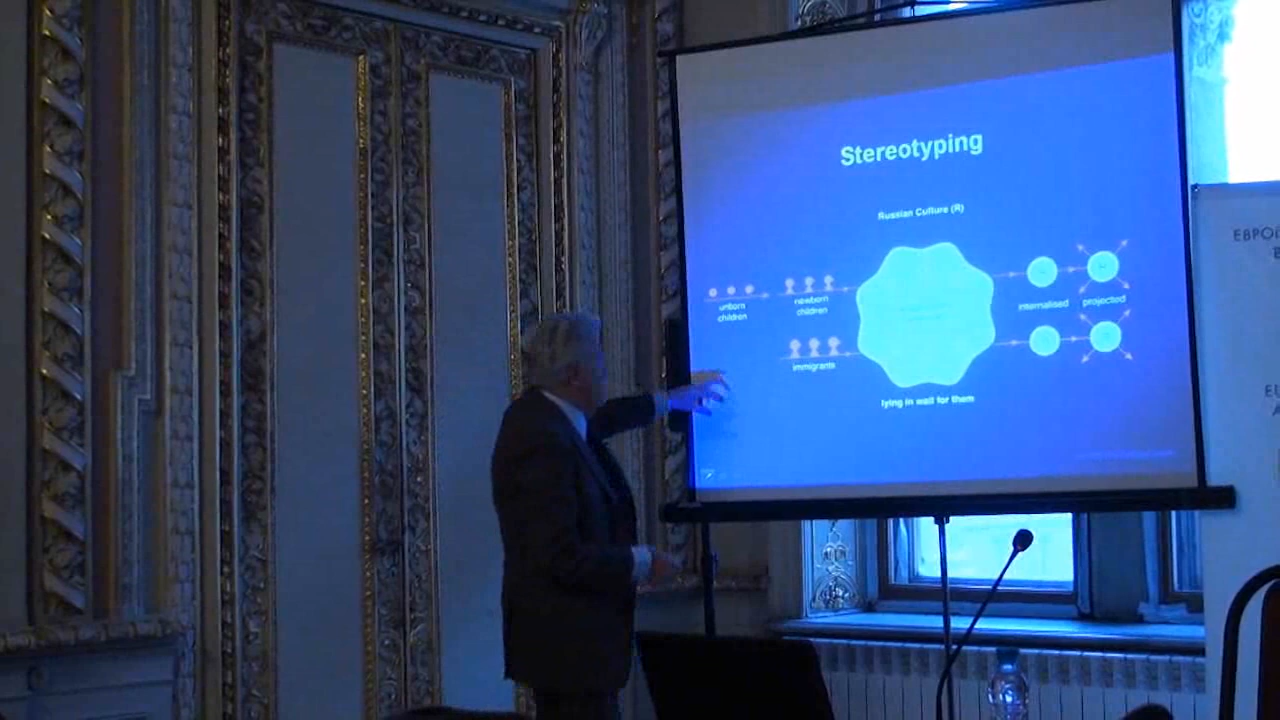 Stereotyping
Russian Culture (R)
unborn
children
newborn
children
internalised
projected
immigrants
lying in wait for them